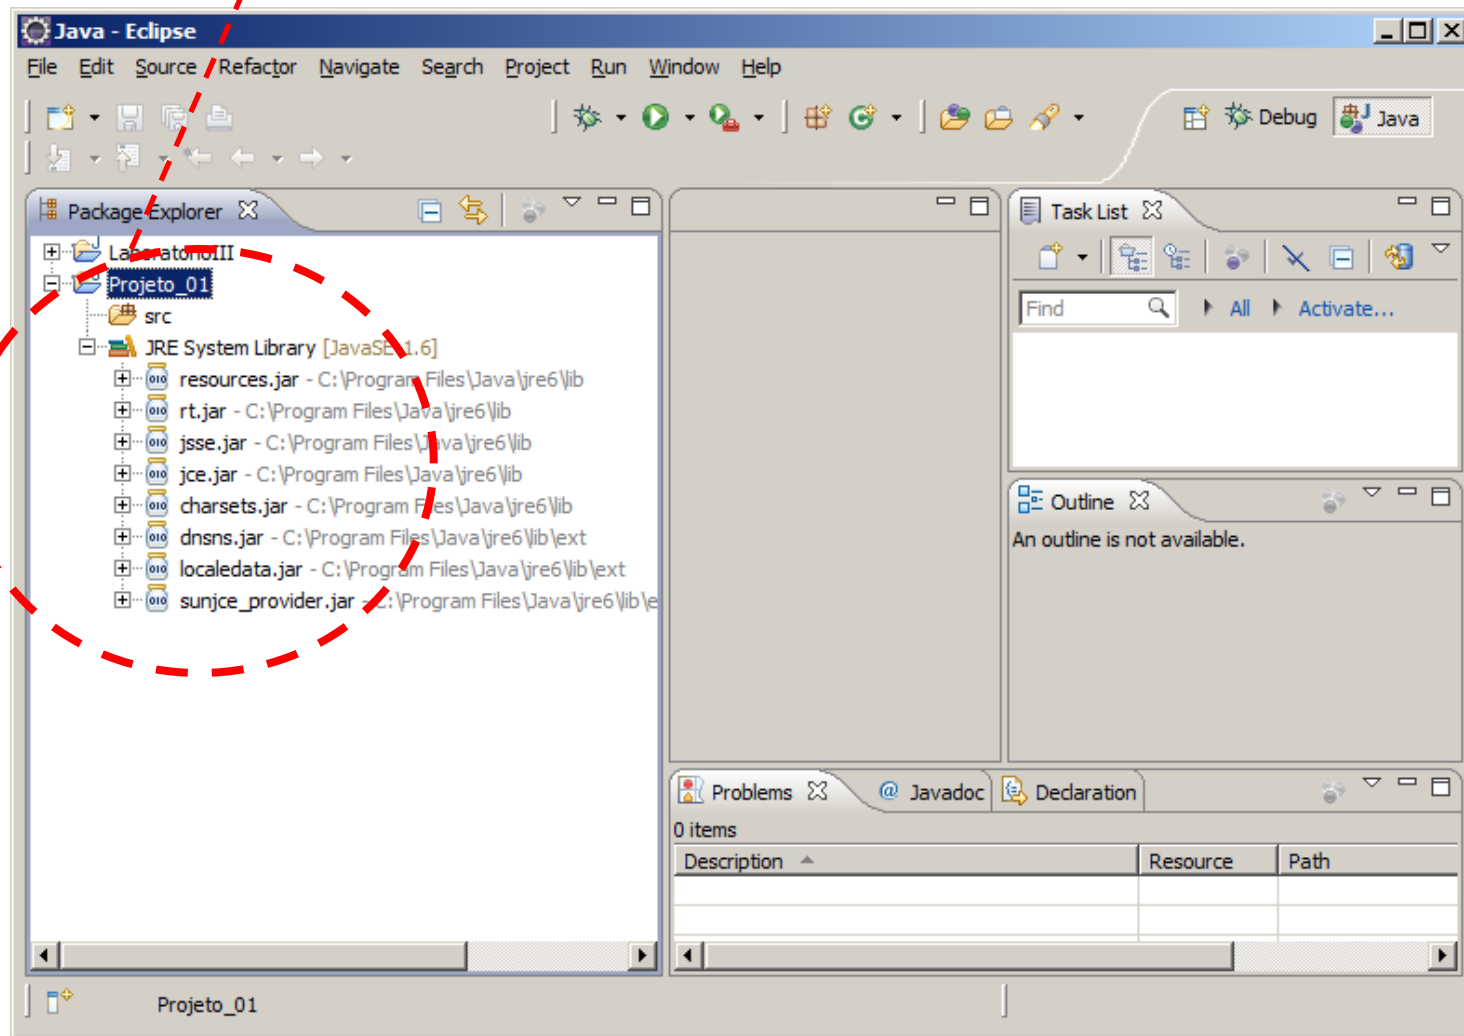 Java - Eclipse
File Edit Source Refactor Navigate Search Project Run Window Help
Debug Java
Package Explorer
LaboratorioIII
Projeto_01
src
JRE System Library [JavaSE-1.6]
resources.jar - C:\Program Files\Java\jre6\lib
rt.jar - C:\Program Files\Java\jre6\lib
jsse.jar - C:\Program Files\Java\jre6\lib
jce.jar - C:\Program Files\Java\jre6\lib
charsets.jar - C:\Program Files\Java\jre6\lib
dnsns.jar - C:\Program Files\Java\jre6\lib\ext
localedata.jar - C:\Program Files\Java\jre6\lib\ext
sunjce_provider.jar - C:\Program Files\Java\jre6\lib\e
Task List
Find All Activate...
Outline
An outline is not available.
Problems @ Javadoc Declaration
0 items
Description Resource Path
Projeto_01